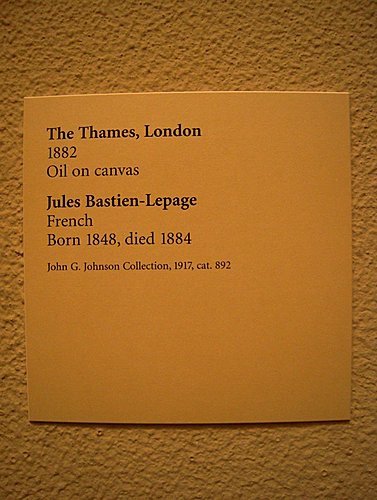 The Thames, London
1882
Oil on canvas
Jules Bastien-Lepage
French
Born 1848, died 1884
John G. Johnson Collection, 1917, cat. 892